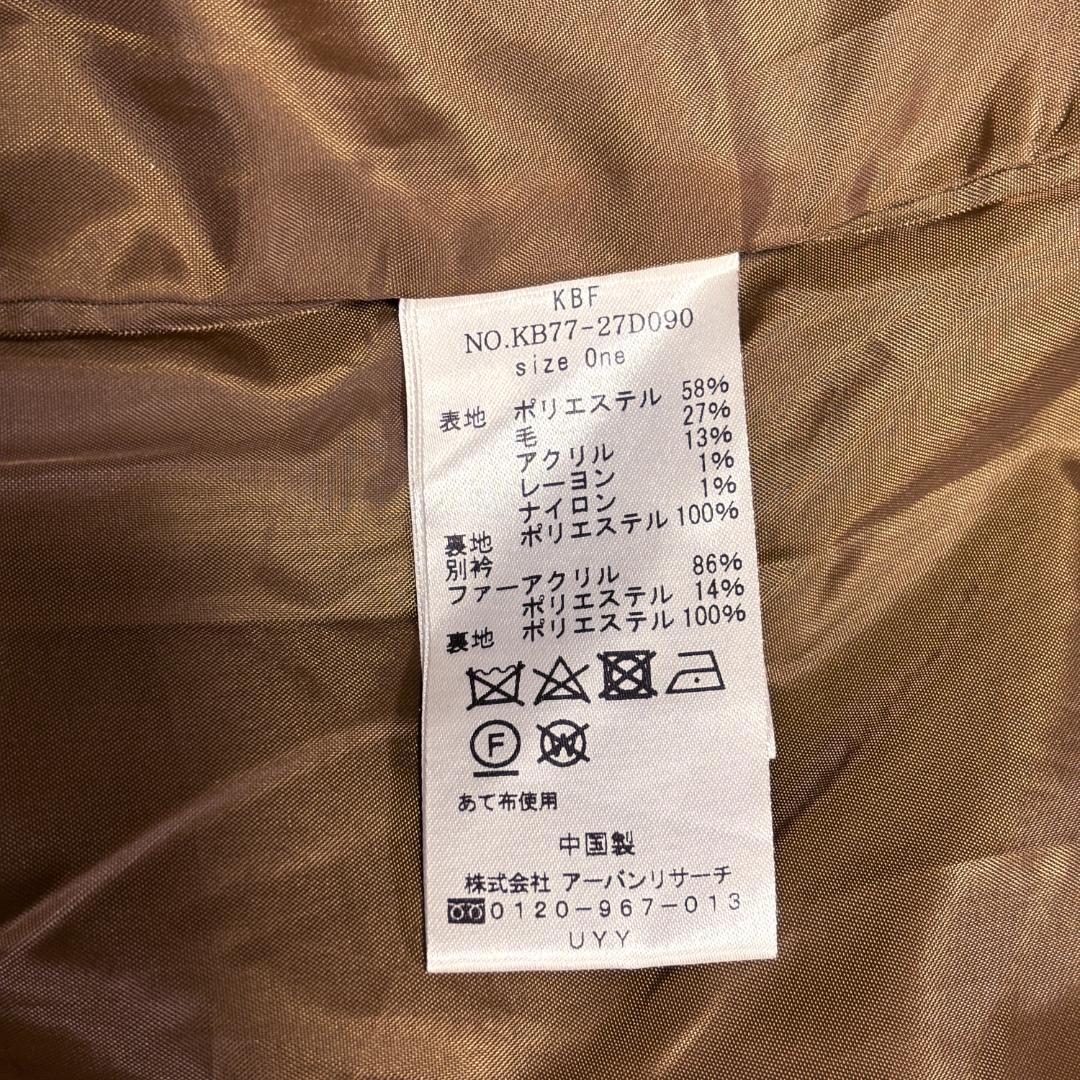 KBF
NO.KB77-27D090
size One
表地 ポリエステル 58%
毛 27%
アクリル 13%
レーヨン 1%
ナイロン 1%
裏地 ポリエステル 100%
別衿
ファーアクリル 86%
ポリエステル 14%
裏地 ポリエステル 100%
F W
あて布使用
中国製
株式会社 アーバンリサーチ
0120-967-013
UYY